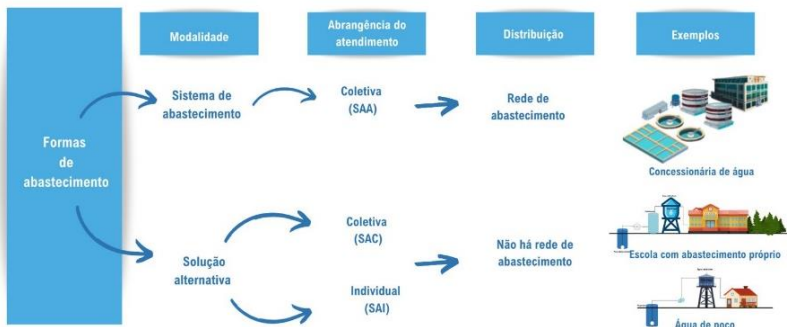 Modalidade
Abrangência do
atendimento
Distribuição
Exemplos
Formas
de
abastecimento
Sistema de
abastecimento
Coletiva
(SAA)
Rede de
abastecimento
Concessionária de água
Solução
alternativa
Coletiva
(SAC)
Individual
(SAI)
Não há rede de
abastecimento
Escola com abastecimento próprio
Água de poço